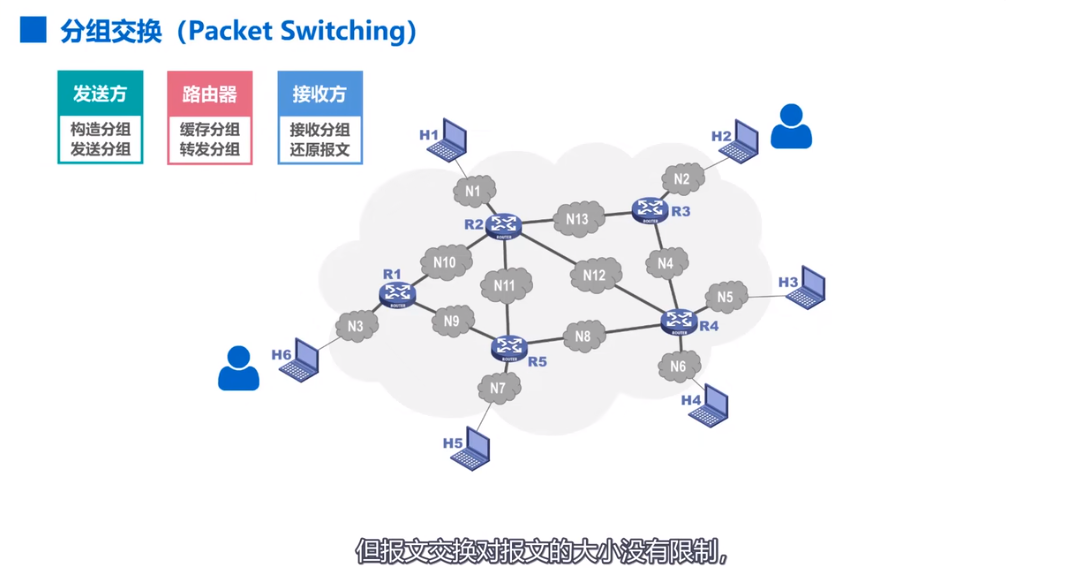 分组交换（Packet Switching）
发送方
构造分组
发送分组
路由器
缓存分组
转发分组
接收方
接收分组
还原报文
H1
H2
N1
N2
R2
N13
R3
N10
N4
R1
N12
H3
N11
N5
N3
N9
R4
N8
H6
R5
N6
N7
H4
H5
但报文交换对报文的大小没有限制，